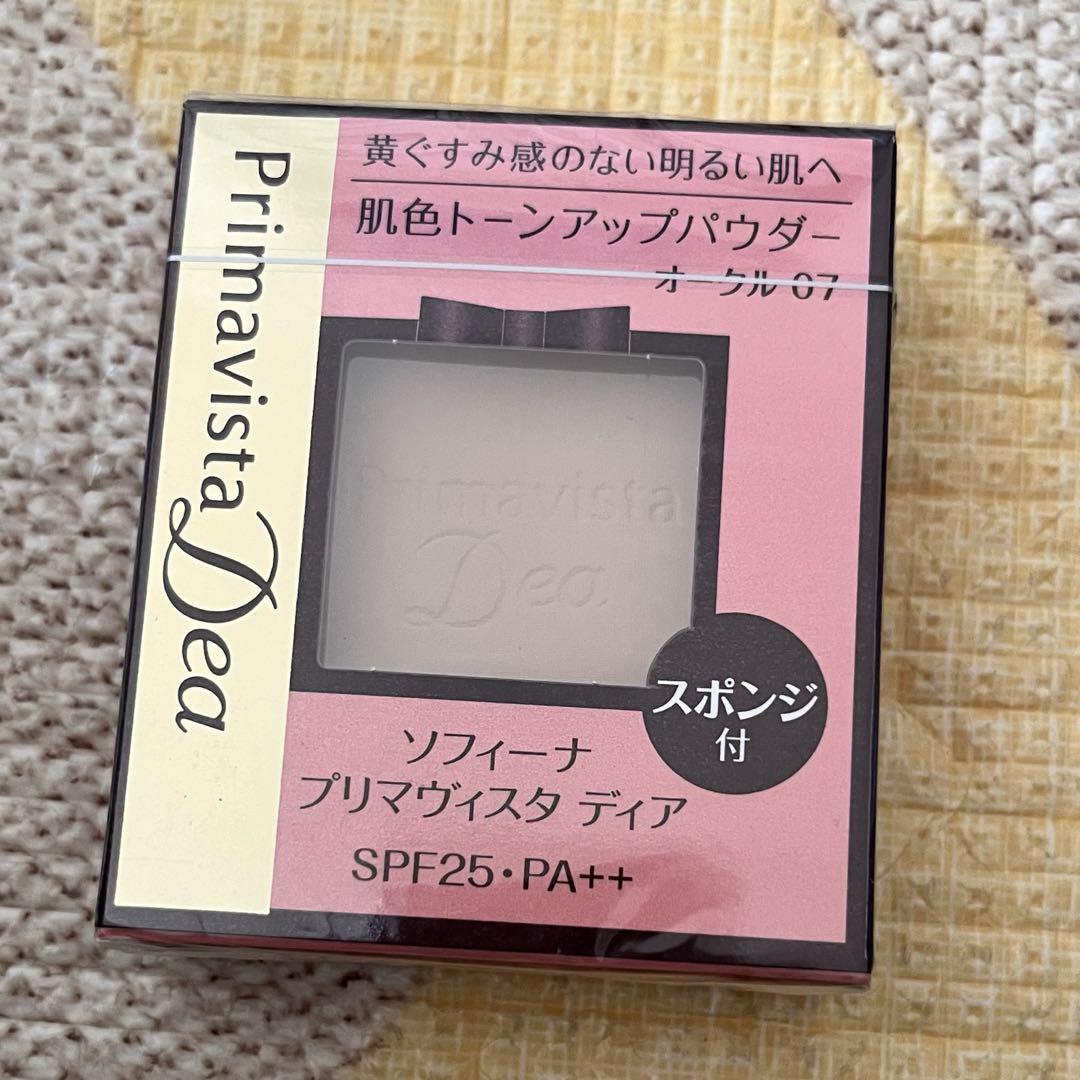 Primavista Dea
黄ぐすみ感のない明るい肌へ
肌色トーンアップパウダー
オークル 07
Primavista
Dea.
スポンジ
付
ソフィーナ
プリマヴィスタ ディア
SPF25・PA++